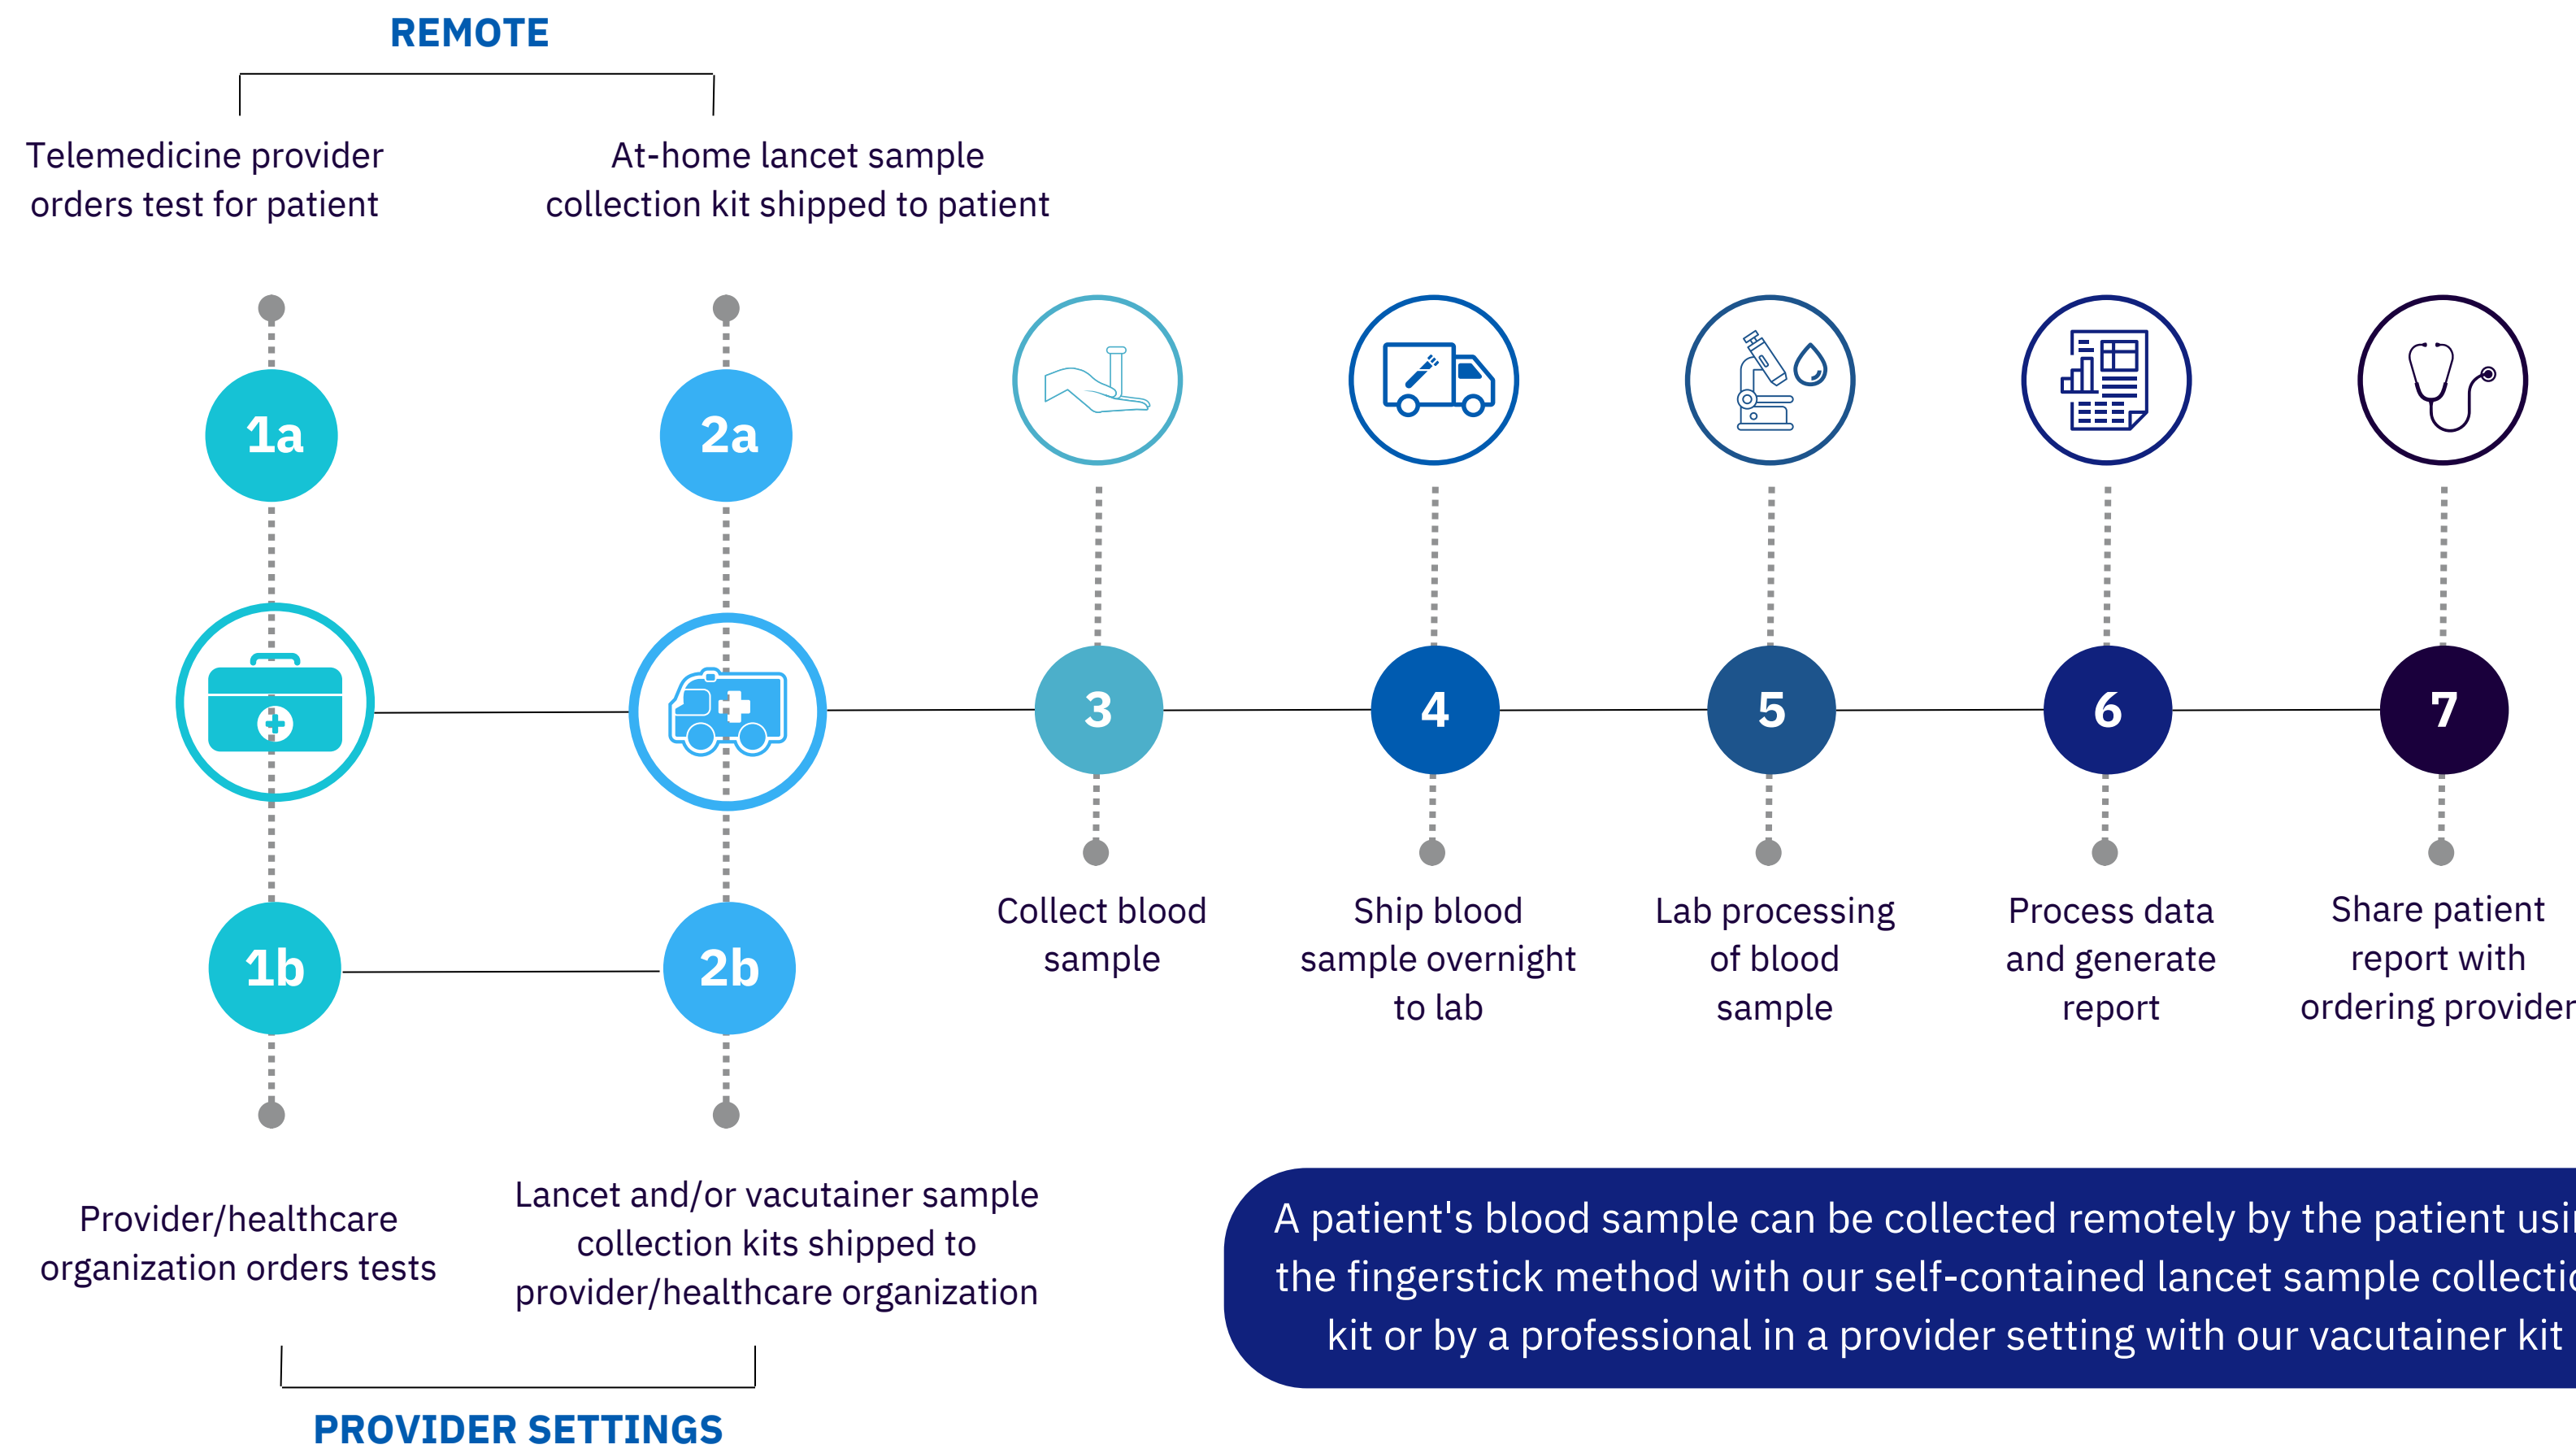 REMOTE
Telemedicine provider
orders test for patient
At-home lancet sample
collection kit shipped to patient
1a
2a
3
4
5
6
7
1b
2b
Collect blood
sample
Ship blood
sample overnight
to lab
Lab processing
of blood
sample
Process data
and generate
report
Share patient
report with
ordering provider
Provider/healthcare
organization orders tests
Lancet and/or vacutainer sample
collection kits shipped to
provider/healthcare organization
A patient's blood sample can be collected remotely by the patient
the fingerstick method with our self-contained lancet sample
kit or by a professional in a provider setting with our vacutainer kit
PROVIDER SETTINGS